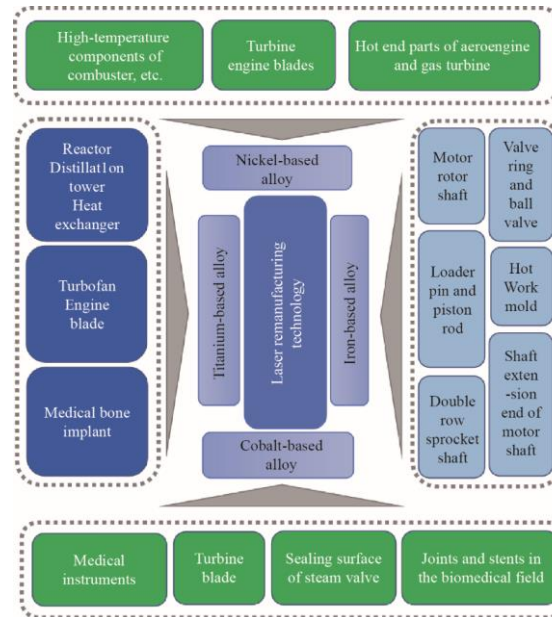 High-temperature
components of
combuster, etc.
Turbine
engine blades
Hot end parts of aeroengine
and gas turbine
Reactor
Distillat1on
tower
Heat
exchanger
Turbofan
Engine
blade
Medical bone
implant
Nickel-based
alloy
Titanium-based alloy
Laser remanufacturing
technology
Iron-based alloy
Cobalt-based
alloy
Motor
rotor
shaft
Loader
pin and
piston
rod
Double
row
sprocket
shaft
Valve
ring and
ball
valve
Hot
Work
mold
Shaft
exten
-sion
end of
motor
shaft
Medical
instruments
Turbine
blade
Sealing surface
of steam valve
Joints and stents in
the biomedical field